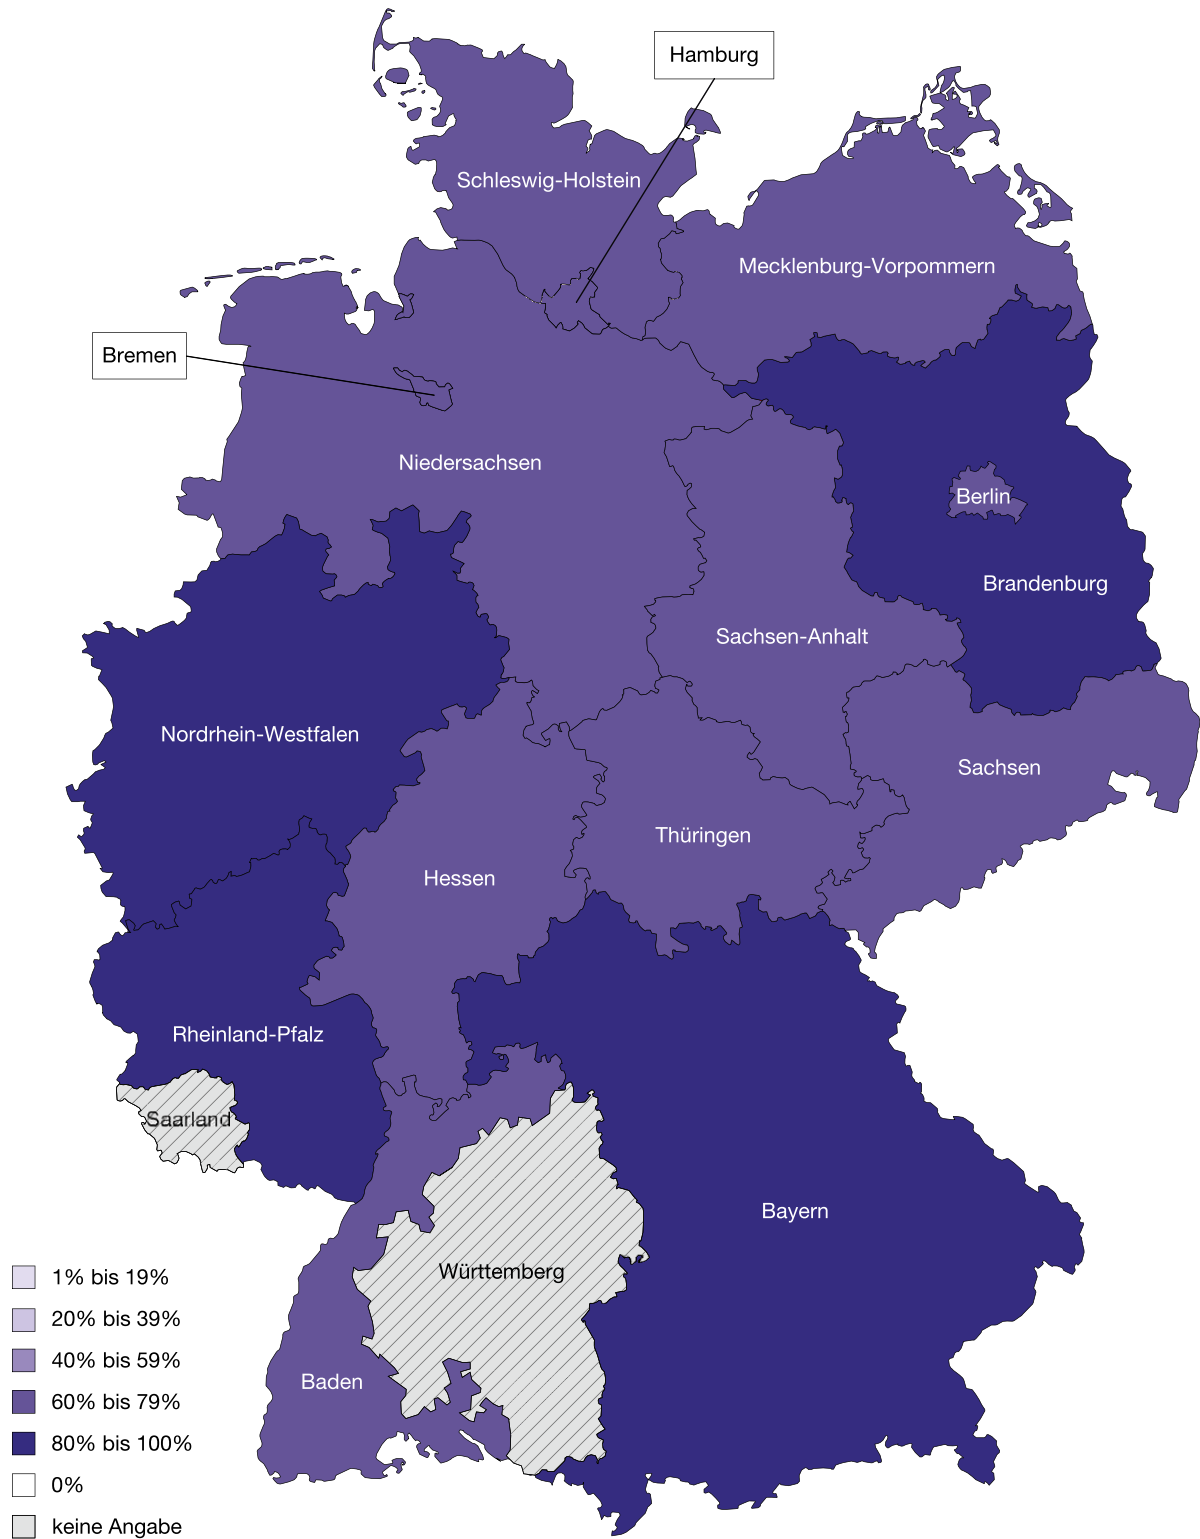 Hamburg
Schleswig-Holstein
Mecklenburg-Vorpommern
Bremen
Niedersachsen
Berlin
Brandenburg
Sachsen-Anhalt
Nordrhein-Westfalen
Sachsen
Thüringen
Hessen
Rheinland-Pfalz
Saarland
Bayern
Württemberg
Baden
1% bis 19%
20% bis 39%
40% bis 59%
60% bis 79%
80% bis 100%
0%
keine Angabe